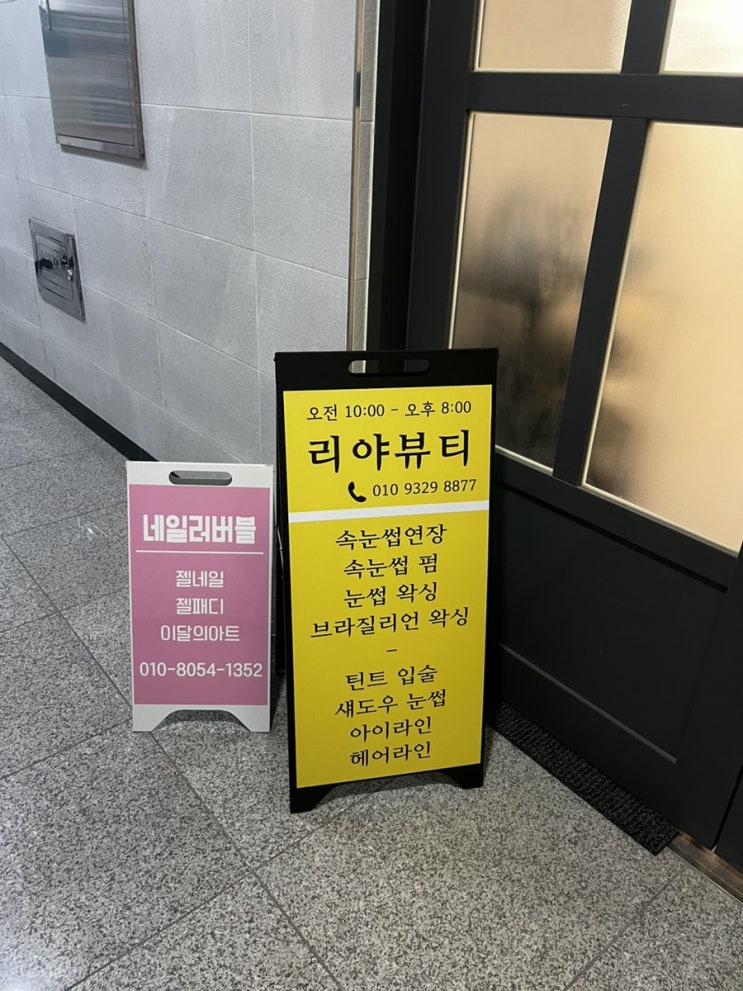 네일러버블
젤네일
젤패디
이달의아트
010-8054-1352
오전 10:00 - 오후 8:00
리야뷰티
010 9329 8877
속눈썹연장
속눈썹 펌
눈썹 왁싱
브라질리언 왁싱
-
틴트 입술
섀도우 눈썹
아이라인
헤어라인